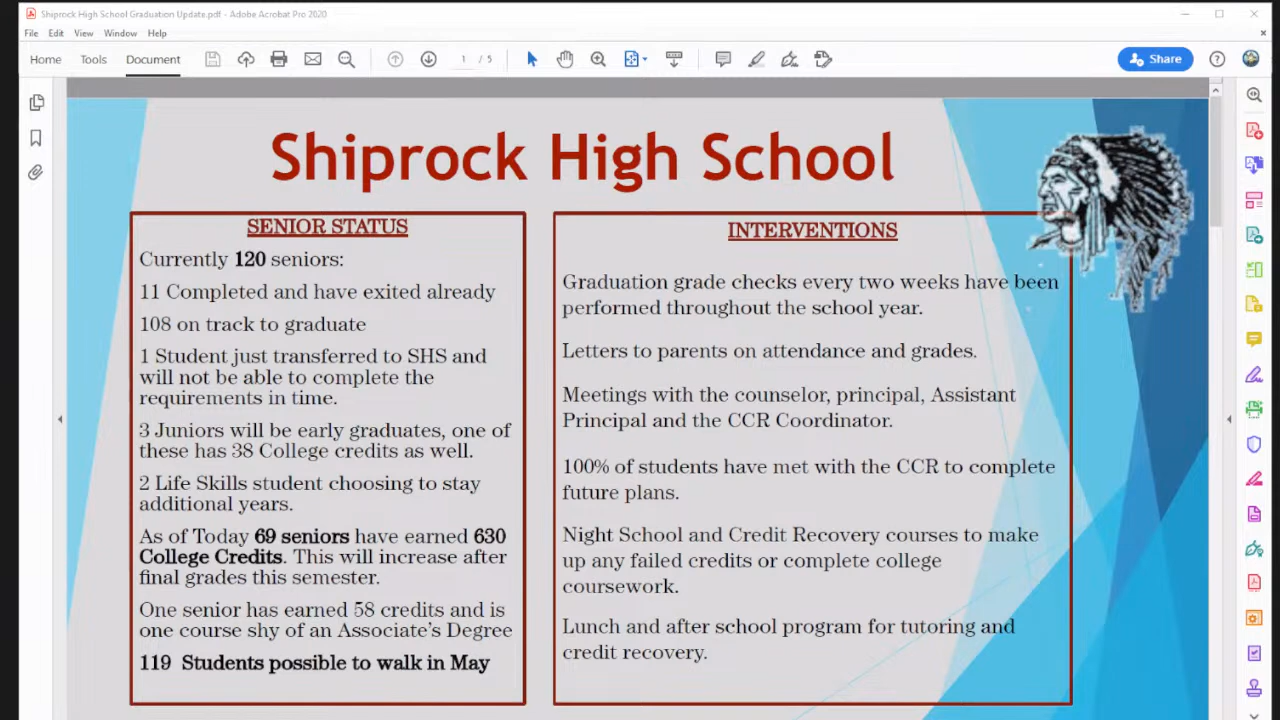 Shiprock High School Graduation Update.pdf - Adobe Acrobat Pro 2020
File Edit View Window Help
Home Tools Document 1 / 5 Share
Shiprock High School
SENIOR STATUS
Currently 120 seniors:
11 Completed and have exited already
108 on track to graduate
1 Student just transferred to SHS and
will not be able to complete the
requirements in time.
3 Juniors will be early graduates, one of
these has 38 College credits as well.
2 Life Skills student choosing to stay
additional years.
As of Today 69 seniors have earned 630
College Credits. This will increase after
final grades this semester.
One senior has earned 58 credits and is
one course shy of an Associate's Degree
119 Students possible to walk in May
INTERVENTIONS
Graduation grade checks every two weeks have been
performed throughout the school year.
Letters to parents on attendance and grades.
Meetings with the counselor, principal, Assistant
Principal and the CCR Coordinator.
100% of students have met with the CCR to complete
future plans.
Night School and Credit Recovery courses to make
up any failed credits or complete college
coursework.
Lunch and after school program for tutoring and
credit recovery.